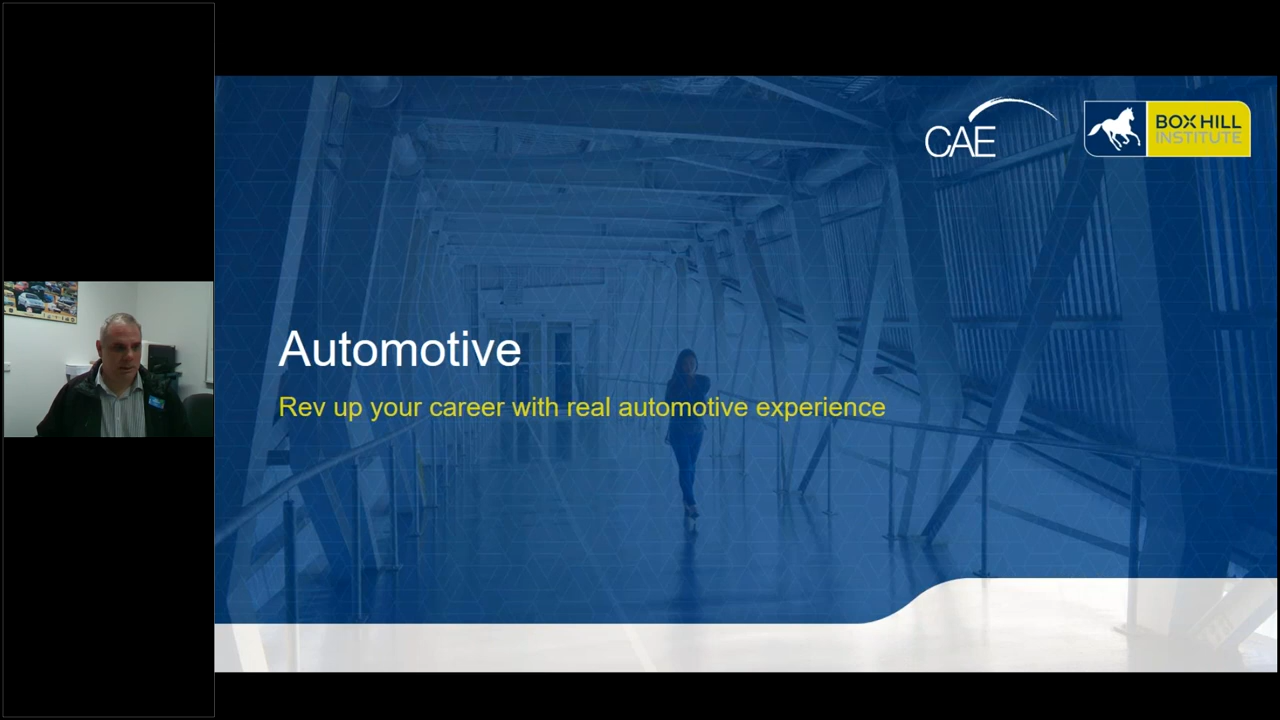 CAE
BOX HILL
INSTITUTE
Automotive
Rev up your career with real automotive experience